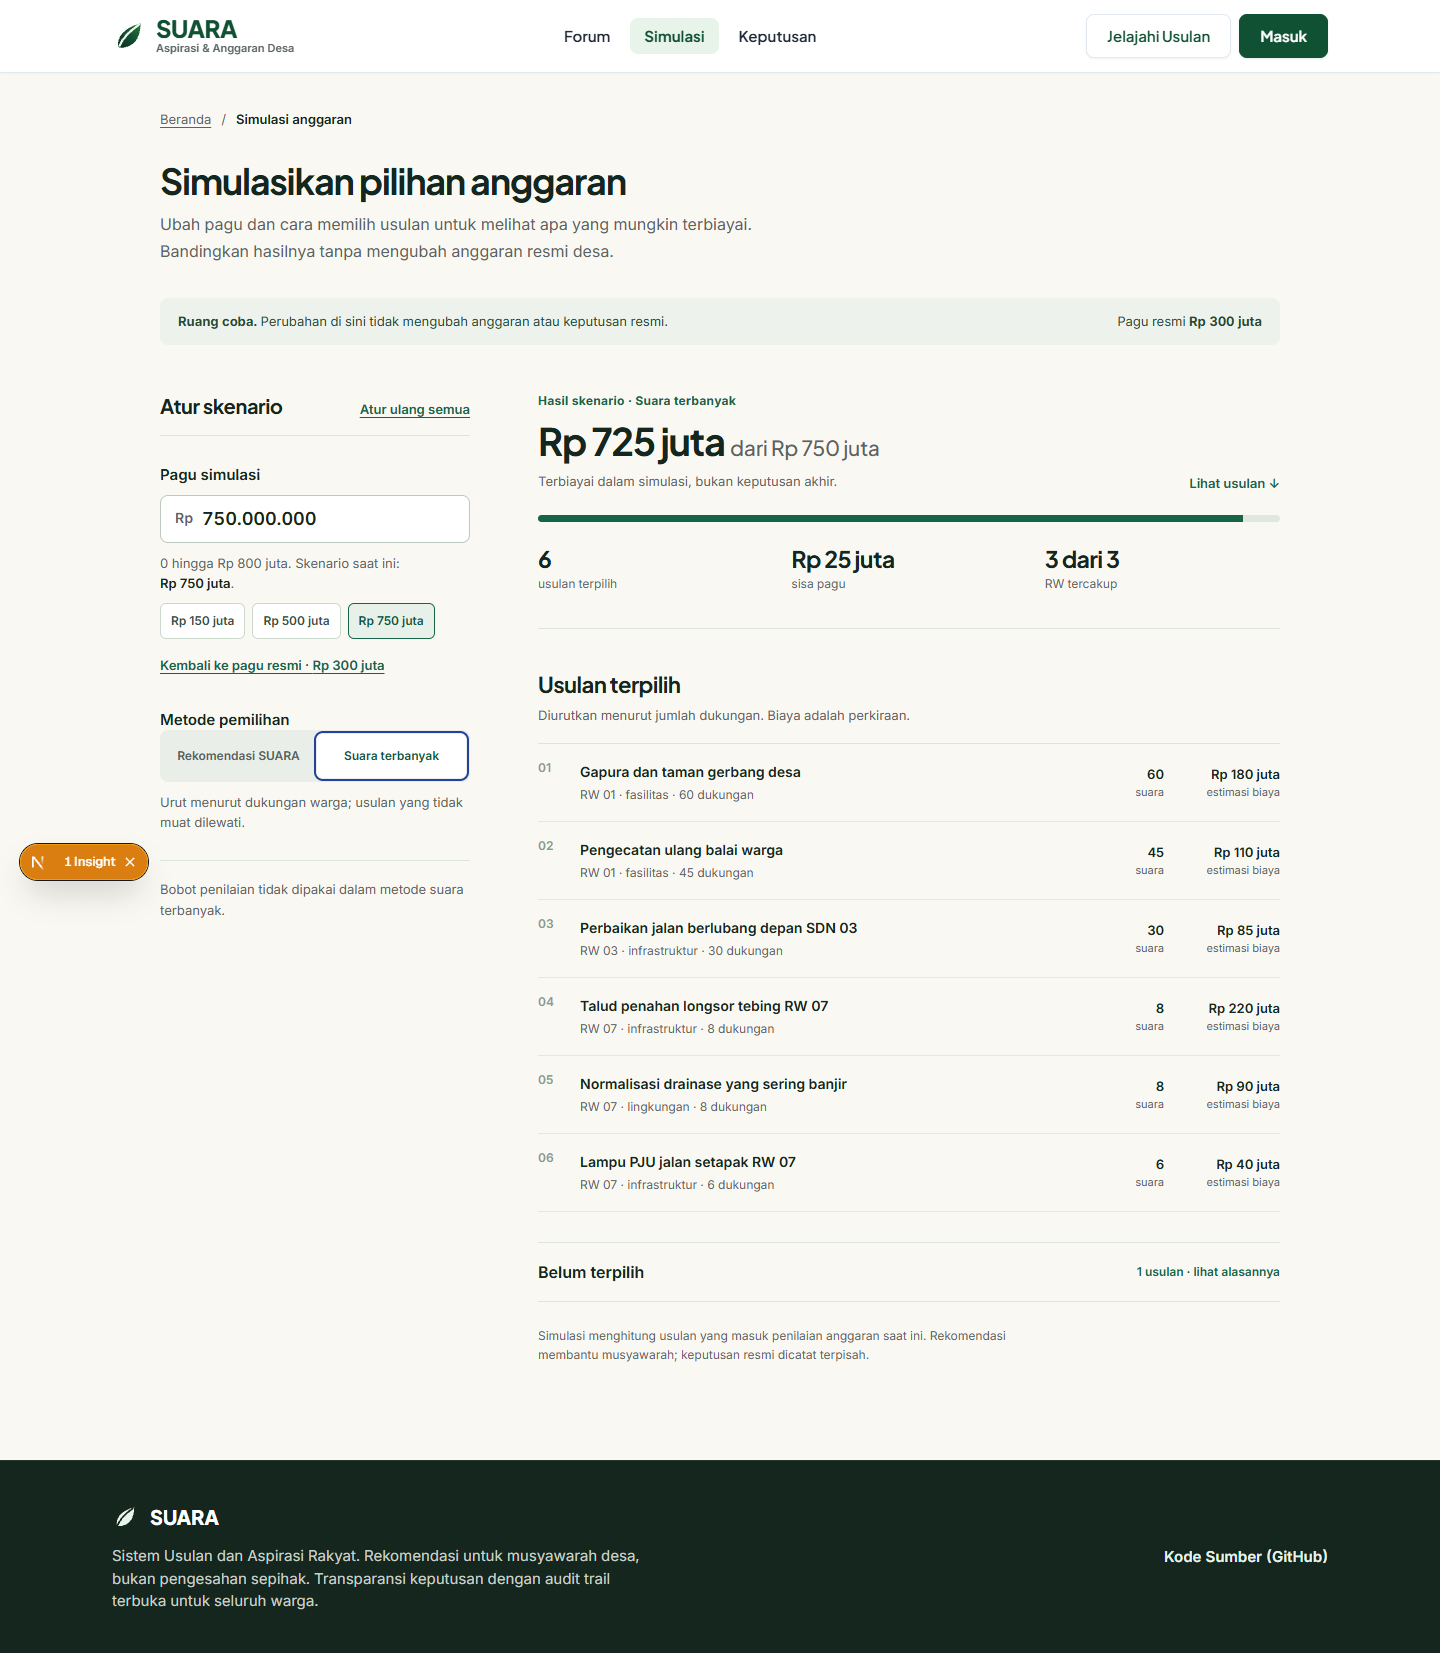 SUARA
Aspirasi & Anggaran Desa
Forum
Simulasi
Keputusan
Jelajahi Usulan
Masuk
Beranda / Simulasi anggaran
Simulasikan pilihan anggaran
Ubah pagu dan cara memilih usulan untuk melihat apa yang mungkin terbiayai.
Bandingkan hasilnya tanpa mengubah anggaran resmi desa.
Ruang coba. Perubahan di sini tidak mengubah anggaran atau keputusan resmi.
Pagu resmi Rp 300 juta
Atur skenario
Atur ulang semua
Pagu simulasi
Rp 750.000.000
0 hingga Rp 800 juta. Skenario saat ini:
Rp 750 juta.
Rp 150 juta
Rp 500 juta
Rp 750 juta
Kembali ke pagu resmi · Rp 300 juta
Metode pemilihan
Rekomendasi SUARA
Suara terbanyak
Urut menurut dukungan warga; usulan yang tidak
muat dilewati.
1 Insight
Bobot penilaian tidak dipakai dalam metode suara
terbanyak.
Hasil skenario · Suara terbanyak
Rp 725 juta dari Rp 750 juta
Terbiayai dalam simulasi, bukan keputusan akhir.
Lihat usulan ↓
6
usulan terpilih
Rp 25 juta
sisa pagu
3 dari 3
RW tercakup
Usulan terpilih
Diurutkan menurut jumlah dukungan. Biaya adalah perkiraan.
01
Gapura dan taman gerbang desa
RW 01 · fasilitas · 60 dukungan
60
suara
Rp 180 juta
estimasi biaya
02
Pengecatan ulang balai warga
RW 01 · fasilitas · 45 dukungan
45
suara
Rp 110 juta
estimasi biaya
03
Perbaikan jalan berlubang depan SDN 03
RW 03 · infrastruktur · 30 dukungan
30
suara
Rp 85 juta
estimasi biaya
04
Talud penahan longsor tebing RW 07
RW 07 · infrastruktur · 8 dukungan
8
suara
Rp 220 juta
estimasi biaya
05
Normalisasi drainase yang sering banjir
RW 07 · lingkungan · 8 dukungan
8
suara
Rp 90 juta
estimasi biaya
06
Lampu PJU jalan setapak RW 07
RW 07 · infrastruktur · 6 dukungan
6
suara
Rp 40 juta
estimasi biaya
Belum terpilih
1 usulan · lihat alasannya
Simulasi menghitung usulan yang masuk penilaian anggaran saat ini. Rekomendasi
membantu musyawarah; keputusan resmi dicatat terpisah.
SUARA
Sistem Usulan dan Aspirasi Rakyat. Rekomendasi untuk musyawarah desa,
bukan pengesahan sepihak. Transparansi keputusan dengan audit trail
terbuka untuk seluruh warga.
Kode Sumber (GitHub)